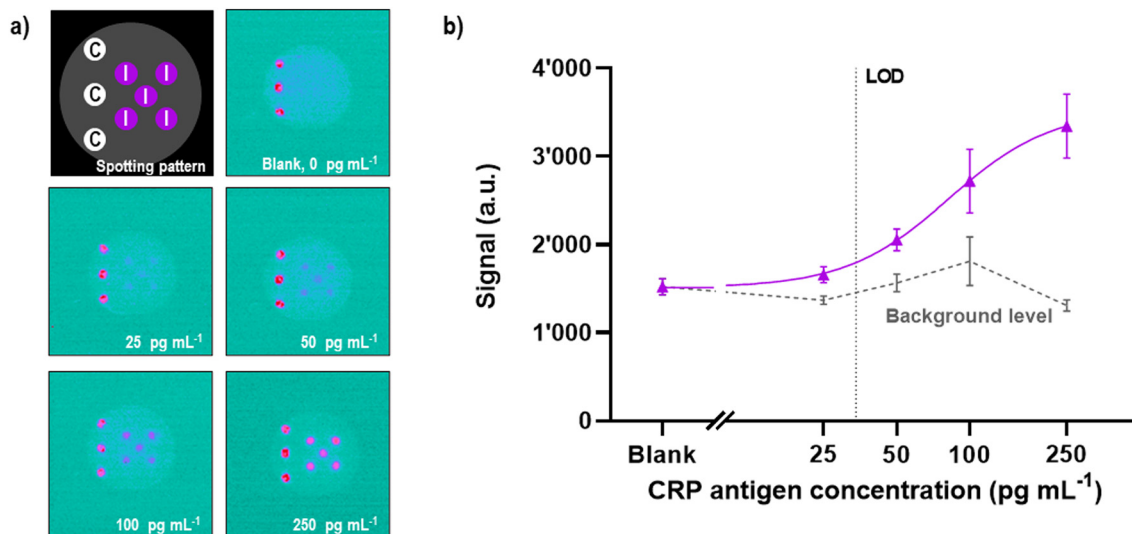 a)
C
I I
C I
I I
C
Spotting pattern
Blank, 0 pg mL⁻¹
25 pg mL⁻¹
50 pg mL⁻¹
100 pg mL⁻¹
250 pg mL⁻¹
b)
4'000
3'000
2'000
1'000
0
Signal (a.u.)
LOD
Background level
Blank 25 50 100 250
CRP antigen concentration (pg mL⁻¹)